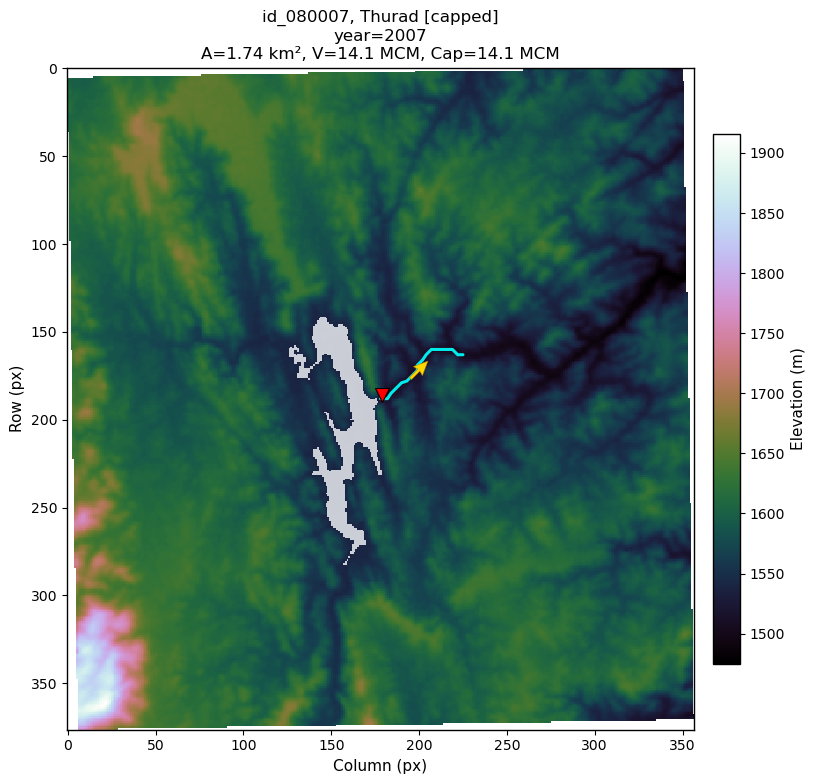 id_080007, Thurad [capped]
year=2007
A=1.74 km², V=14.1 MCM, Cap=14.1 MCM
0
50
100
150
200
250
300
350
Row (px)
0 50 100 150 200 250 300 350
Column (px)
1900
1850
1800
1750
1700
1650
1600
1550
1500
Elevation (m)